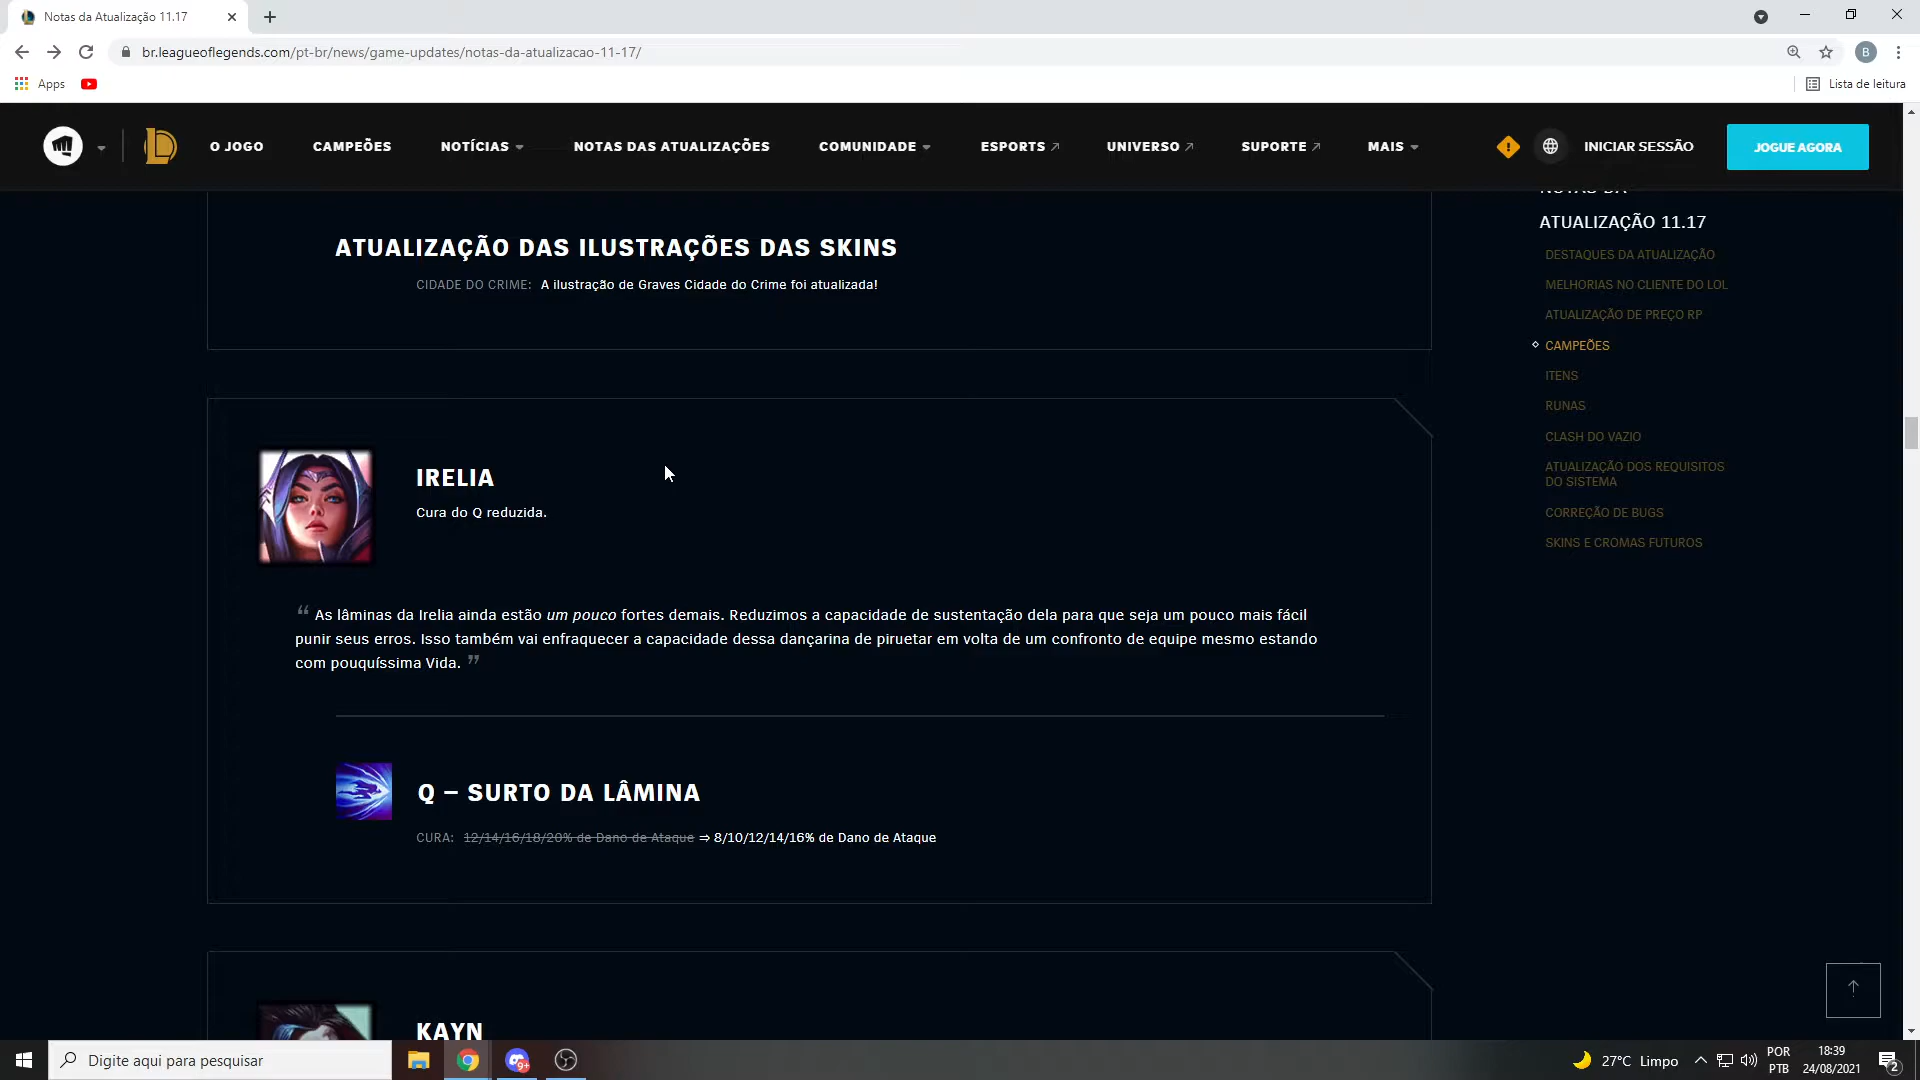 Notas da Atualização 11.17
br.leagueoflegends.com/pt-br/news/game-updates/notas-da-atualizacao-11-17/
B
Apps
Lista de leitura
O JOGO
CAMPEÕES
NOTÍCIAS
NOTAS DAS ATUALIZAÇÕES
COMUNIDADE
ESPORTS
UNIVERSO
SUPORTE
MAIS
INICIAR SESSÃO
JOGUE AGORA
NOTAS DA
ATUALIZAÇÃO 11.17
DESTAQUES DA ATUALIZAÇÃO
MELHORIAS NO CLIENTE DO LOL
ATUALIZAÇÃO DE PREÇO RP
CAMPEÕES
ITENS
RUNAS
CLASH DO VAZIO
ATUALIZAÇÃO DOS REQUISITOS
DO SISTEMA
CORREÇÃO DE BUGS
SKINS E CROMAS FUTUROS
ATUALIZAÇÃO DAS ILUSTRAÇÕES DAS SKINS
CIDADE DO CRIME: A ilustração de Graves Cidade do Crime foi atualizada!
IRELIA
Cura do Q reduzida.
“ As lâminas da Irelia ainda estão um pouco fortes demais. Reduzimos a capacidade de sustentação dela para que seja um pouco mais fácil
punir seus erros. Isso também vai enfraquecer a capacidade dessa dançarina de piruetar em volta de um confronto de equipe mesmo estando
com pouquíssima Vida. ”
Q – SURTO DA LÂMINA
CURA: 12/14/16/18/20% de Dano de Ataque ⇒ 8/10/12/14/16% de Dano de Ataque
KAYN
Digite aqui para pesquisar
9+
27°C Limpo
POR
PTB
18:39
24/08/2021
2